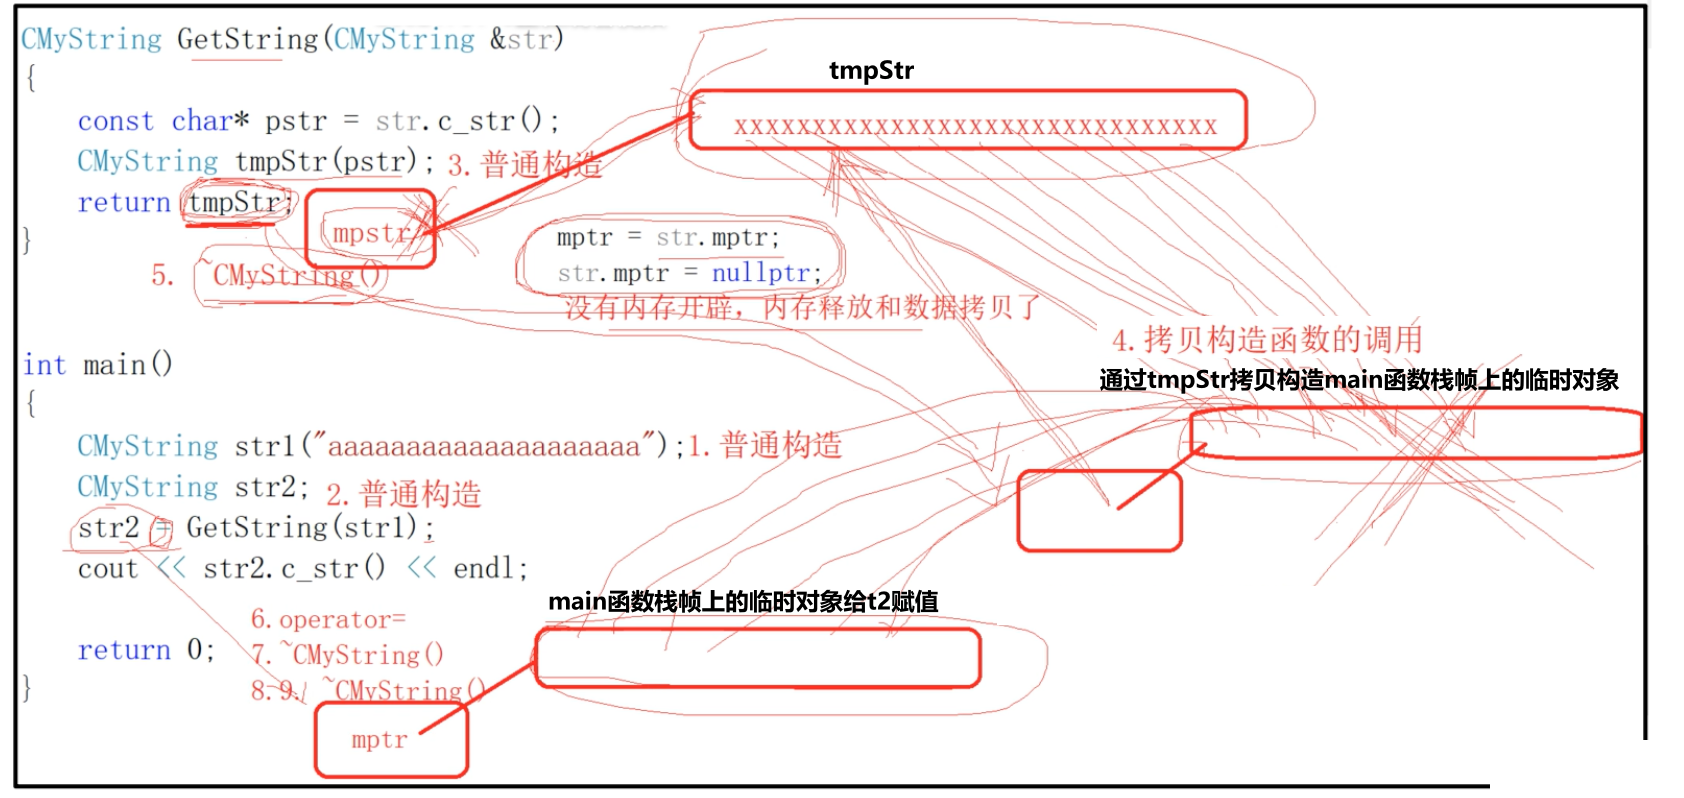 CMyString GetString(CMyString &str)
{
tmpStr
const char* pstr = str.c_str();
xxxxxxxxxxxxxxxxxxxxxxxxxxxxxxx
CMyString tmpStr(pstr); 3.普通构造
return tmpStr;
mpstr
}
mptr = str.mptr;
str.mptr = nullptr;
5. ~CMyString()
没有内存开辟，内存释放和数据拷贝了
4.拷贝构造函数的调用
通过tmpStr拷贝构造main函数栈帧上的临时对象
int main()
{
CMyString str1("aaaaaaaaaaaaaaaaaaaa");1.普通构造
CMyString str2; 2.普通构造
str2 = GetString(str1);
cout << str2.c_str() << endl;
main函数栈帧上的临时对象给t2赋值
6.operator=
return 0; 7.~CMyString()
} 8.9. ~CMyString()
mptr